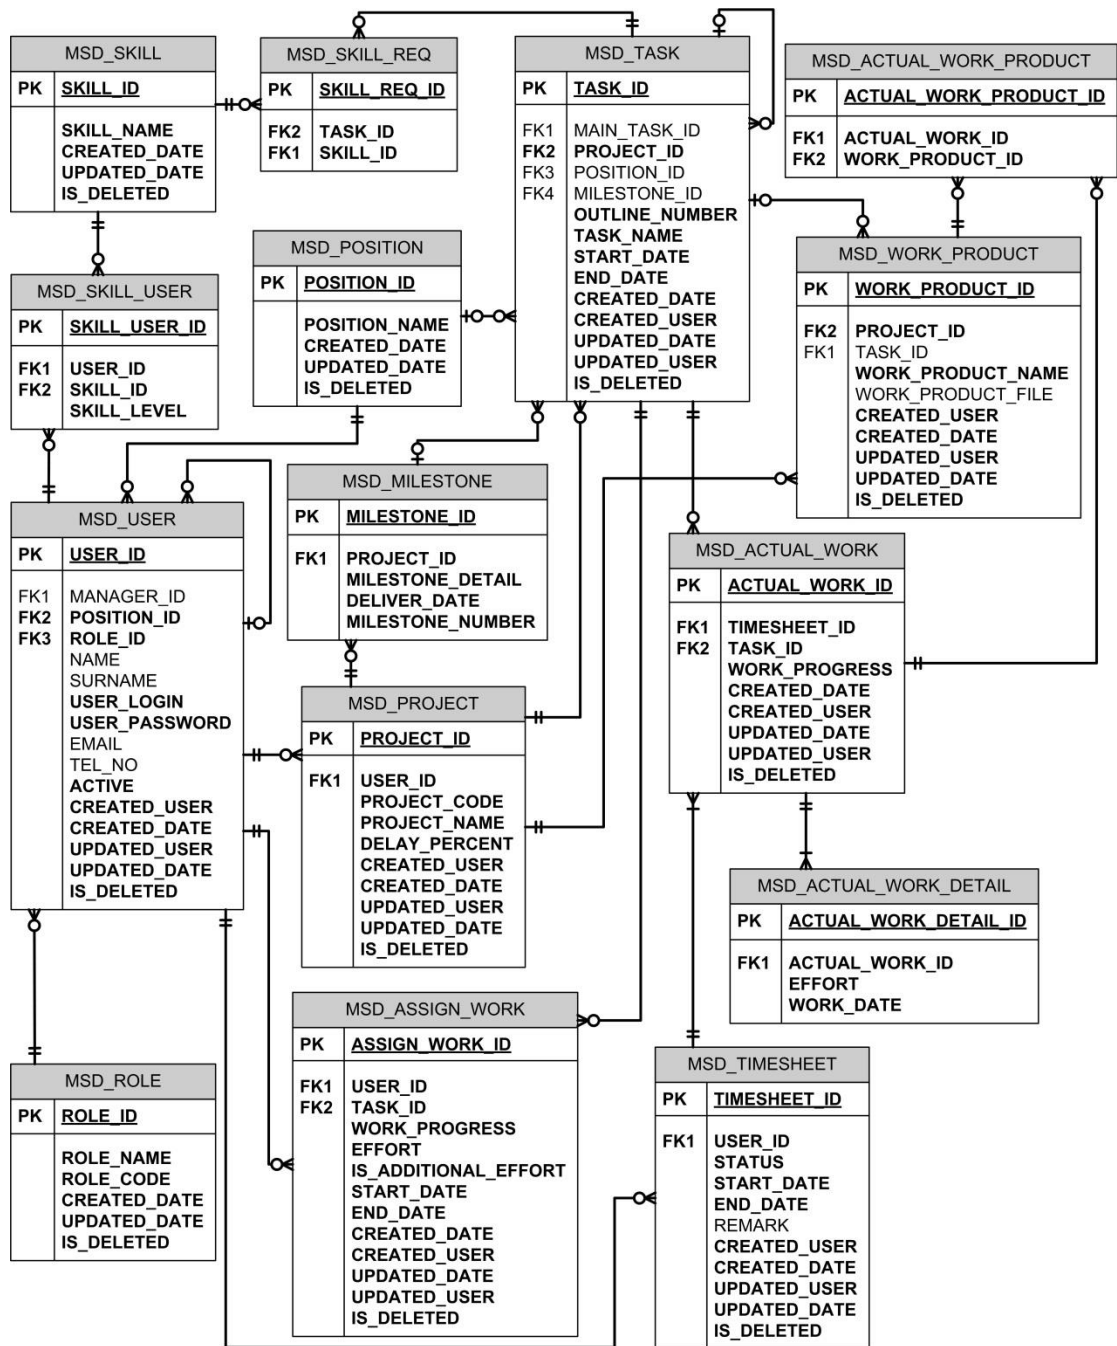 MSD_SKILL
PK SKILL_ID
SKILL_NAME
CREATED_DATE
UPDATED_DATE
IS_DELETED
MSD_SKILL_REQ
PK SKILL_REQ_ID
FK2 TASK_ID
FK1 SKILL_ID
MSD_TASK
PK TASK_ID
FK1 MAIN_TASK_ID
FK2 PROJECT_ID
FK3 POSITION_ID
FK4 MILESTONE_ID
OUTLINE_NUMBER
TASK_NAME
START_DATE
END_DATE
CREATED_DATE
CREATED_USER
UPDATED_DATE
UPDATED_USER
IS_DELETED
MSD_ACTUAL_WORK_PRODUCT
PK ACTUAL_WORK_PRODUCT_ID
FK1 ACTUAL_WORK_ID
FK2 WORK_PRODUCT_ID
MSD_POSITION
PK POSITION_ID
POSITION_NAME
CREATED_DATE
UPDATED_DATE
IS_DELETED
MSD_WORK_PRODUCT
PK WORK_PRODUCT_ID
FK2 PROJECT_ID
FK1 TASK_ID
WORK_PRODUCT_NAME
WORK_PRODUCT_FILE
CREATED_USER
CREATED_DATE
UPDATED_USER
UPDATED_DATE
IS_DELETED
MSD_SKILL_USER
PK SKILL_USER_ID
FK1 USER_ID
FK2 SKILL_ID
SKILL_LEVEL
MSD_USER
PK USER_ID
FK1 MANAGER_ID
FK2 POSITION_ID
FK3 ROLE_ID
NAME
SURNAME
USER_LOGIN
USER_PASSWORD
EMAIL
TEL_NO
ACTIVE
CREATED_USER
CREATED_DATE
UPDATED_USER
UPDATED_DATE
IS_DELETED
MSD_MILESTONE
PK MILESTONE_ID
FK1 PROJECT_ID
MILESTONE_DETAIL
DELIVER_DATE
MILESTONE_NUMBER
MSD_ACTUAL_WORK
PK ACTUAL_WORK_ID
FK1 TIMESHEET_ID
FK2 TASK_ID
WORK_PROGRESS
CREATED_DATE
CREATED_USER
UPDATED_DATE
UPDATED_USER
IS_DELETED
MSD_PROJECT
PK PROJECT_ID
FK1 USER_ID
PROJECT_CODE
PROJECT_NAME
DELAY_PERCENT
CREATED_USER
CREATED_DATE
UPDATED_USER
UPDATED_DATE
IS_DELETED
MSD_ACTUAL_WORK_DETAIL
PK ACTUAL_WORK_DETAIL_ID
FK1 ACTUAL_WORK_ID
EFFORT
WORK_DATE
MSD_ASSIGN_WORK
PK ASSIGN_WORK_ID
FK1 USER_ID
FK2 TASK_ID
WORK_PROGRESS
EFFORT
IS_ADDITIONAL_EFFORT
START_DATE
END_DATE
CREATED_DATE
CREATED_USER
UPDATED_DATE
UPDATED_USER
IS_DELETED
MSD_TIMESHEET
PK TIMESHEET_ID
FK1 USER_ID
STATUS
START_DATE
END_DATE
REMARK
CREATED_USER
CREATED_DATE
UPDATED_USER
UPDATED_DATE
IS_DELETED
MSD_ROLE
PK ROLE_ID
ROLE_NAME
ROLE_CODE
CREATED_DATE
UPDATED_DATE
IS_DELETED